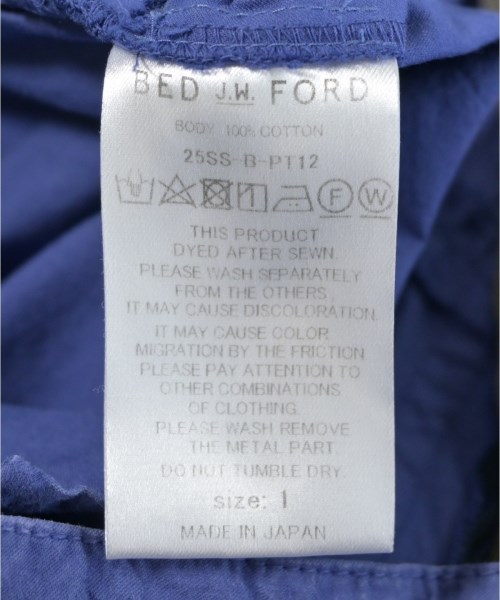 BED J.W. FORD
BODY 100% COTTON
25SS-B-PT12
F W
THIS PRODUCT
DYED AFTER SEWN.
PLEASE WASH SEPARATELY
FROM THE OTHERS,
IT MAY CAUSE DISCOLORATION.
IT MAY CAUSE COLOR
MIGRATION BY THE FRICTION
PLEASE PAY ATTENTION TO
OTHER COMBINATIONS
OF CLOTHING.
PLEASE WASH REMOVE
THE METAL PART.
DO NOT TUMBLE DRY.
size: 1
MADE IN JAPAN